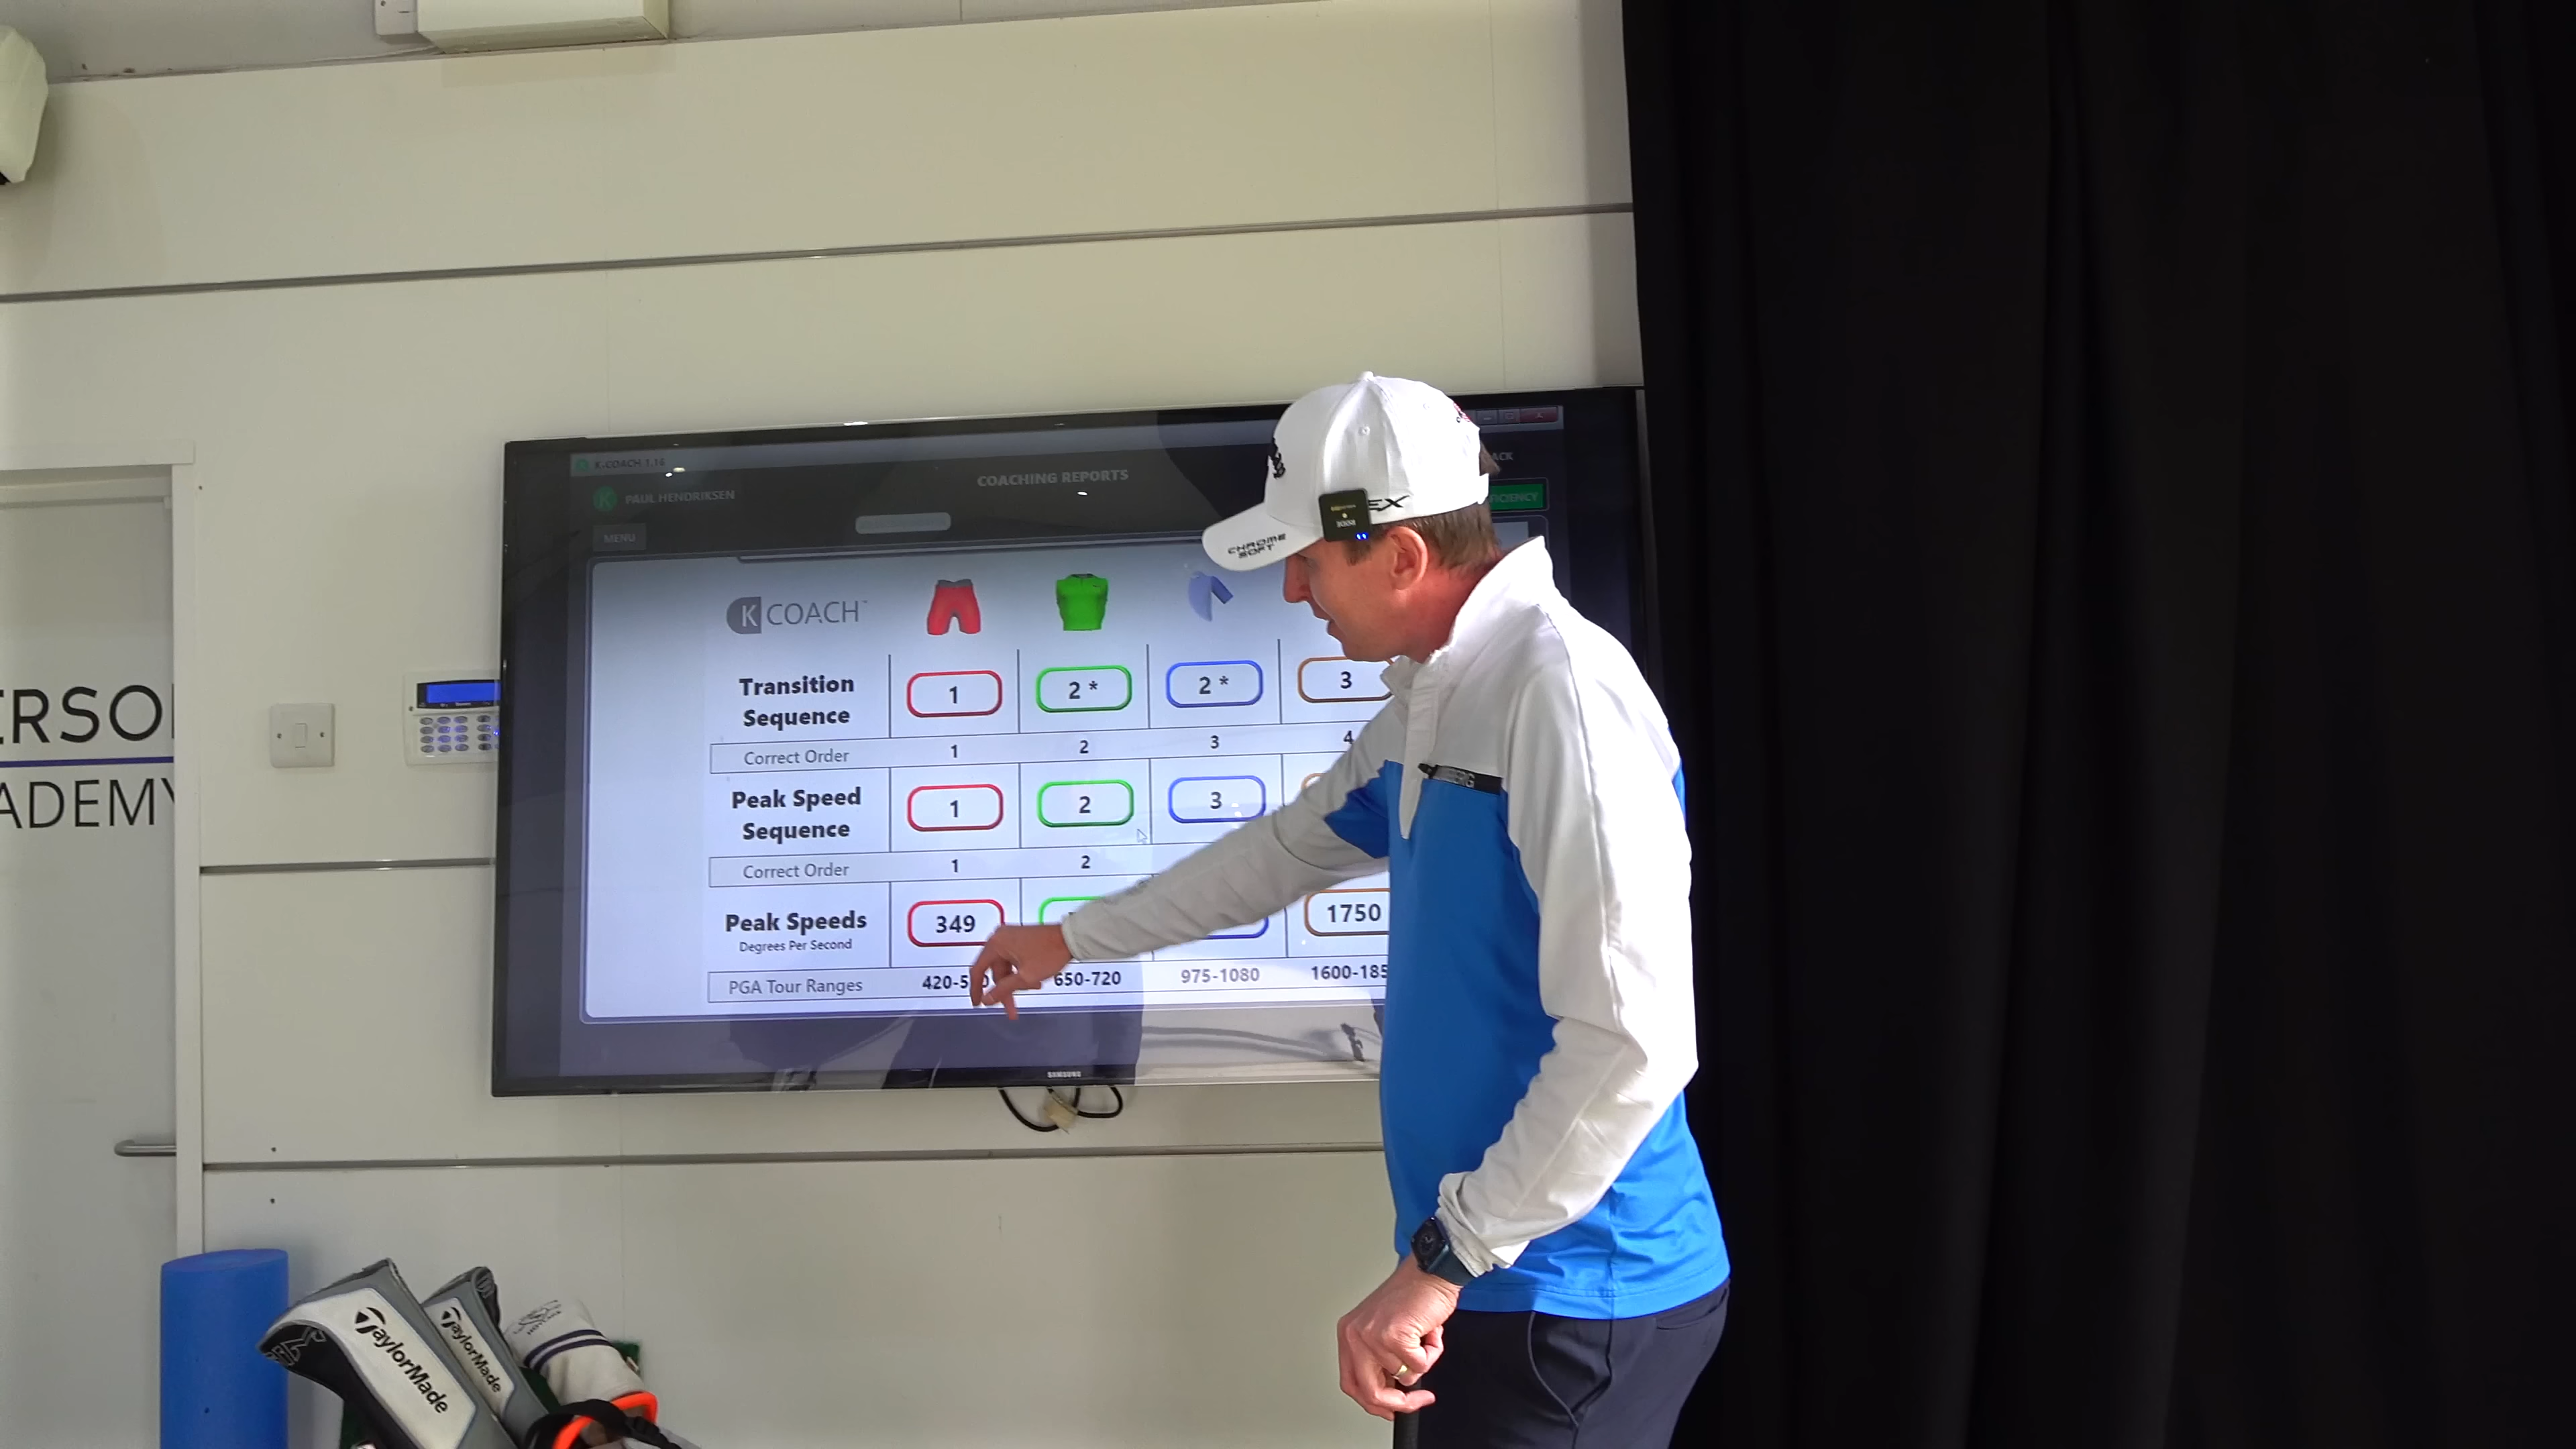 K-COACH 1.16
COACHING REPORTS
PAUL HENDRIKSEN
MENU
K COACH
Transition
Sequence
1
2 *
2 *
3
Correct Order
1
2
3
4
Peak Speed
Sequence
1
2
3
Correct Order
1
2
Peak Speeds
Degrees Per Second
349
1750
PGA Tour Ranges
650-720
975-1080
SAMSUNG
CHROME
SOFT
TaylorMade
TaylorMade